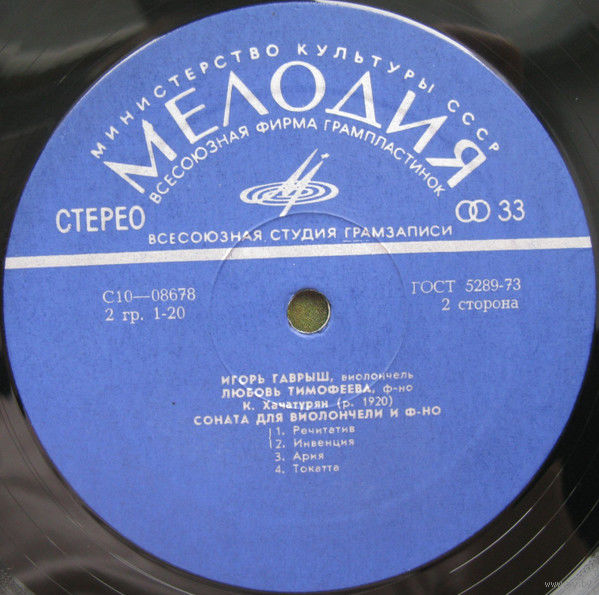 МИНИСТЕРСТВО КУЛЬТУРЫ СССР
МЕЛОДИЯ
ВСЕСОЮЗНАЯ ФИРМА ГРАМПЛАСТИНОК
СТЕРЕО
33
ВСЕСОЮЗНАЯ СТУДИЯ ГРАМЗАПИСИ
С10—08678
2 гр. 1-20
ГОСТ 5289-73
2 сторона
ИГОРЬ ГАВРЫШ, виолончель
ЛЮБОВЬ ТИМОФЕЕВА, ф-но
К. Хачатурян (р. 1920)
СОНАТА ДЛЯ ВИОЛОНЧЕЛИ И Ф-НО
1. Речитатив
2. Инвенция
3. Ария
4. Токатта